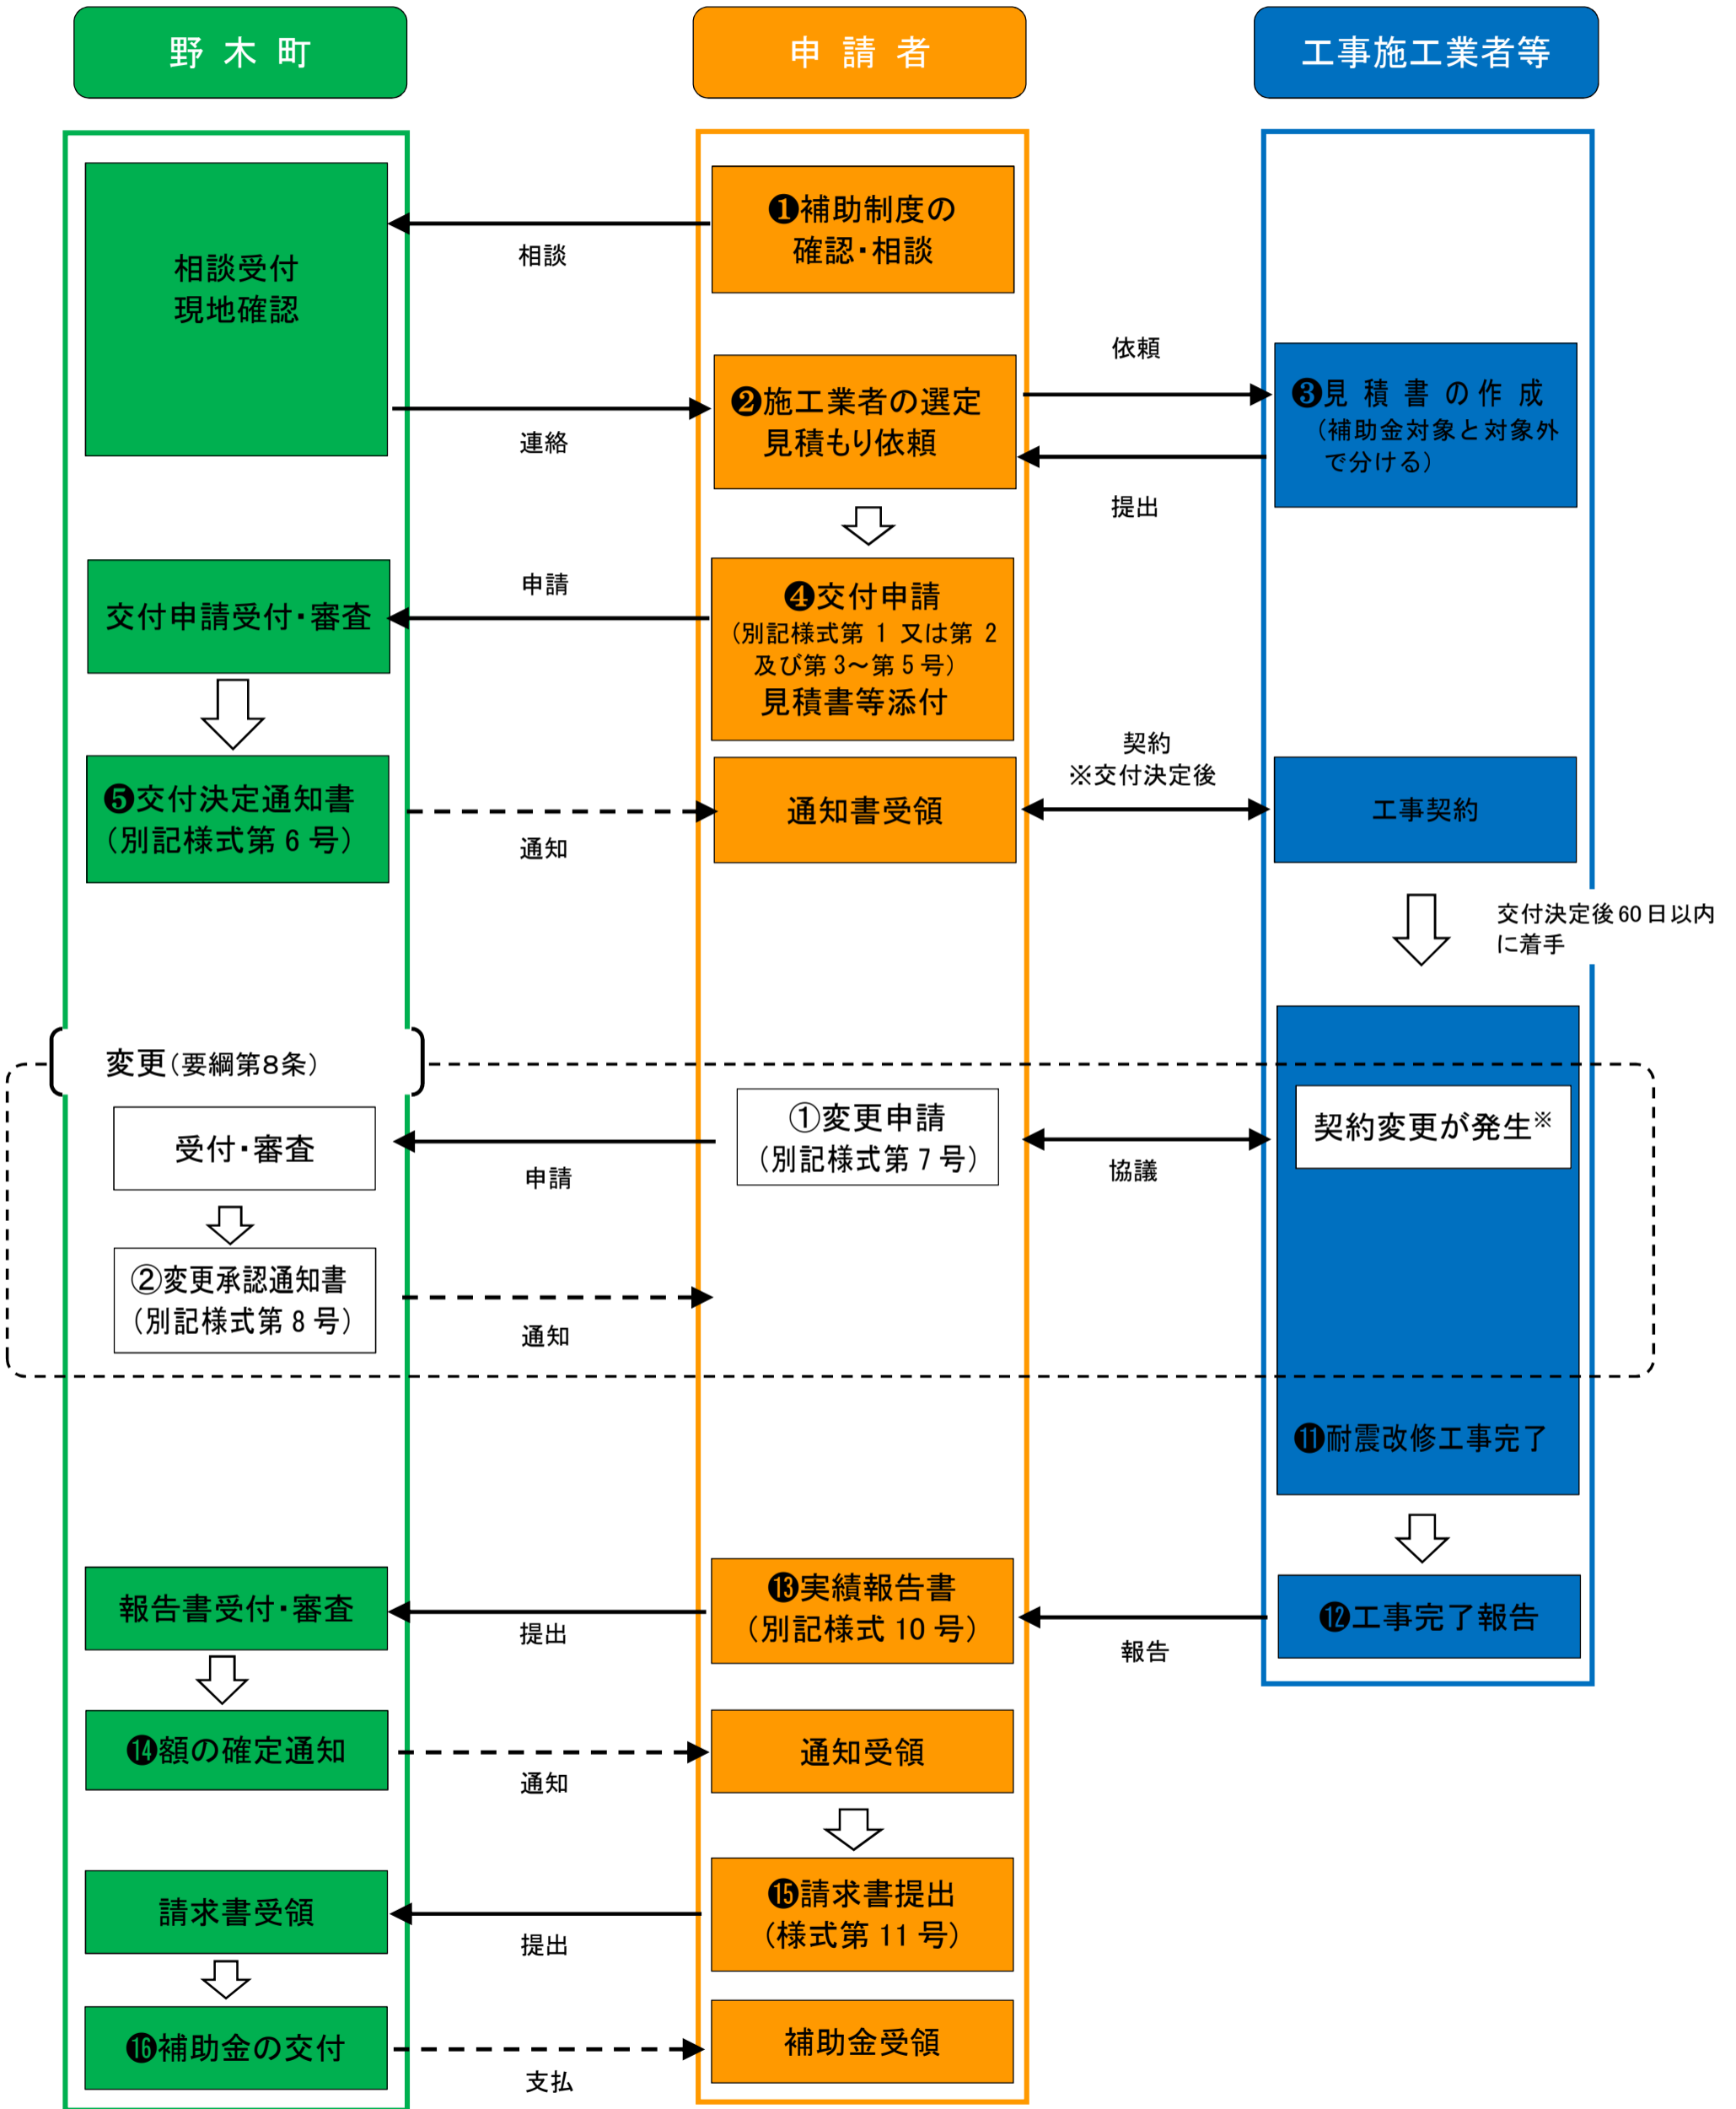 野木町
申請者
工事施工業者等
❶補助制度の
確認・相談
相談
相談受付
現地確認
連絡
❷施工業者の選定
見積もり依頼
依頼
❸見積書の作成
（補助金対象と対象外
で分ける）
提出
❹交付申請
（別記様式第１又は第２
及び第３～第５号）
見積書等添付
申請
交付申請受付・審査
❺交付決定通知書
（別記様式第６号）
通知
通知書受領
契約
※交付決定後
工事契約
交付決定後60日以内
に着手
変更（要綱第８条）
契約変更が発生※
協議
①変更申請
（別記様式第７号）
申請
受付・審査
②変更承認通知書
（別記様式第８号）
通知
⓫耐震改修工事完了
⓬工事完了報告
報告
⓭実績報告書
（別記様式10号）
提出
報告書受付・審査
⓮額の確定通知
通知
通知受領
⓯請求書提出
（様式第11号）
提出
請求書受領
⓰補助金の交付
支払
補助金受領